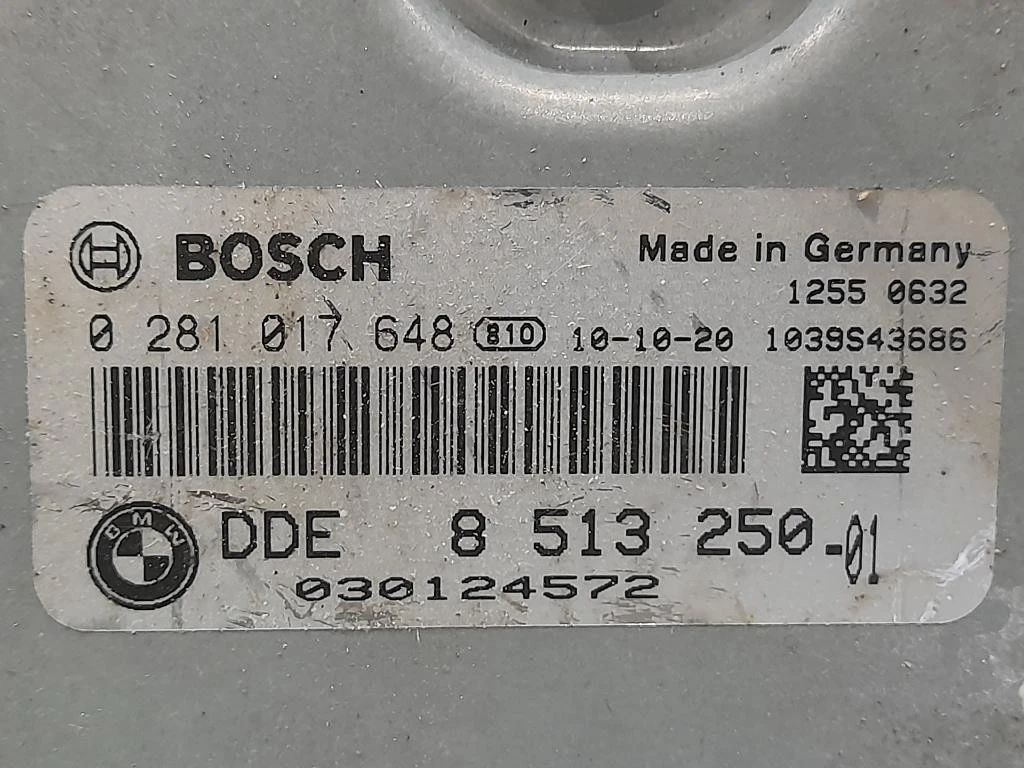 BOSCH
Made in Germany
1255 0632
0 281 017 648 810 10-10-20 1039S43686
BMW
DDE 8 513 250-01
030124572